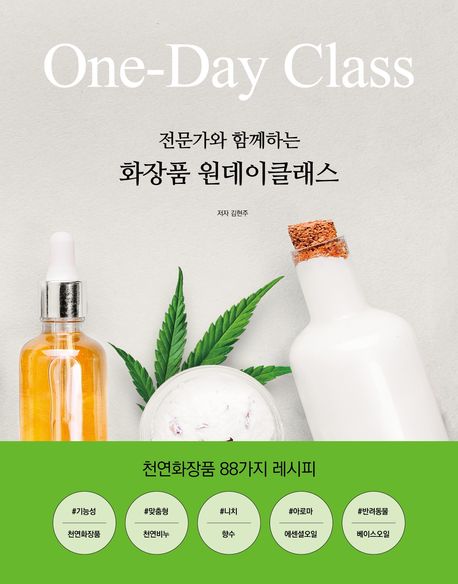 One-Day Class
전문가와 함께하는
화장품 원데이클래스
저자 김현주
천연화장품 88가지 레시피
#기능성
천연화장품
#맞춤형
천연비누
#니치
향수
#아로마
에센셜오일
#반려동물
베이스오일